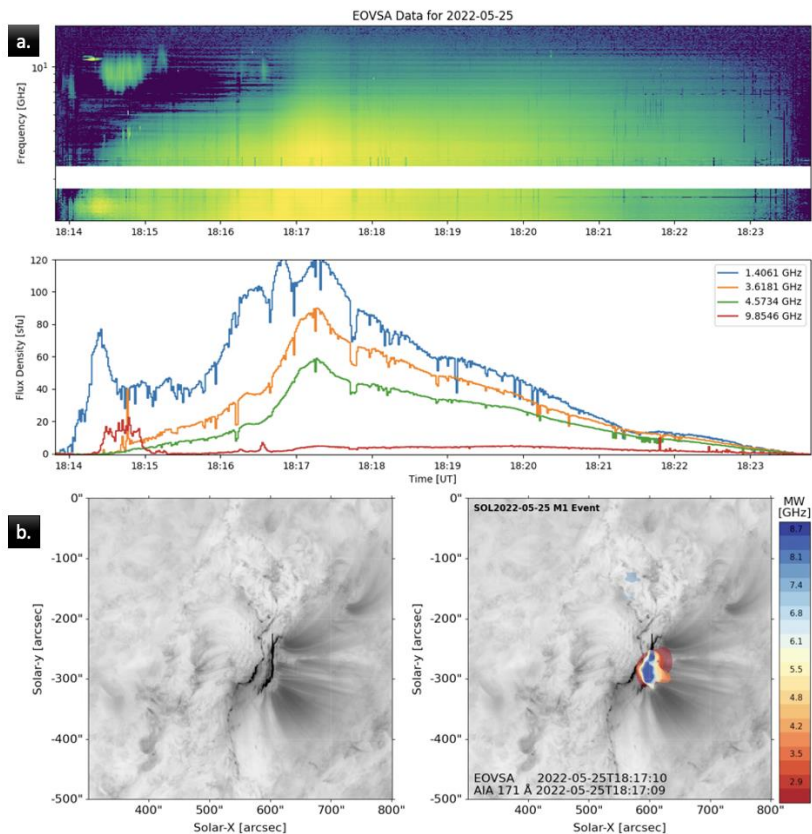 EOVSA Data for 2022-05-25
a.
10¹
Frequency [GHz]
18:14 18:15 18:16 18:17 18:18 18:19 18:20 18:21 18:22 18:23
120
100
80
60
40
20
0
Flux Density [sfu]
1.4061 GHz
3.6181 GHz
4.5734 GHz
9.8546 GHz
18:14 18:15 18:16 18:17 18:18 18:19 18:20 18:21 18:22 18:23
Time [UT]
b.
0"
-100"
-200"
-300"
-400"
-500"
Solar-y [arcsec]
400" 500" 600" 700" 800"
Solar-X [arcsec]
SOL2022-05-25 M1 Event
0"
-100"
-200"
-300"
-400"
-500"
Solar-y [arcsec]
EOVSA 2022-05-25T18:17:10
AIA 171 Å 2022-05-25T18:17:09
400" 500" 600" 700" 800"
Solar-X [arcsec]
MW
[GHz]
8.7
8.1
7.4
6.8
6.1
5.5
4.8
4.2
3.5
2.9